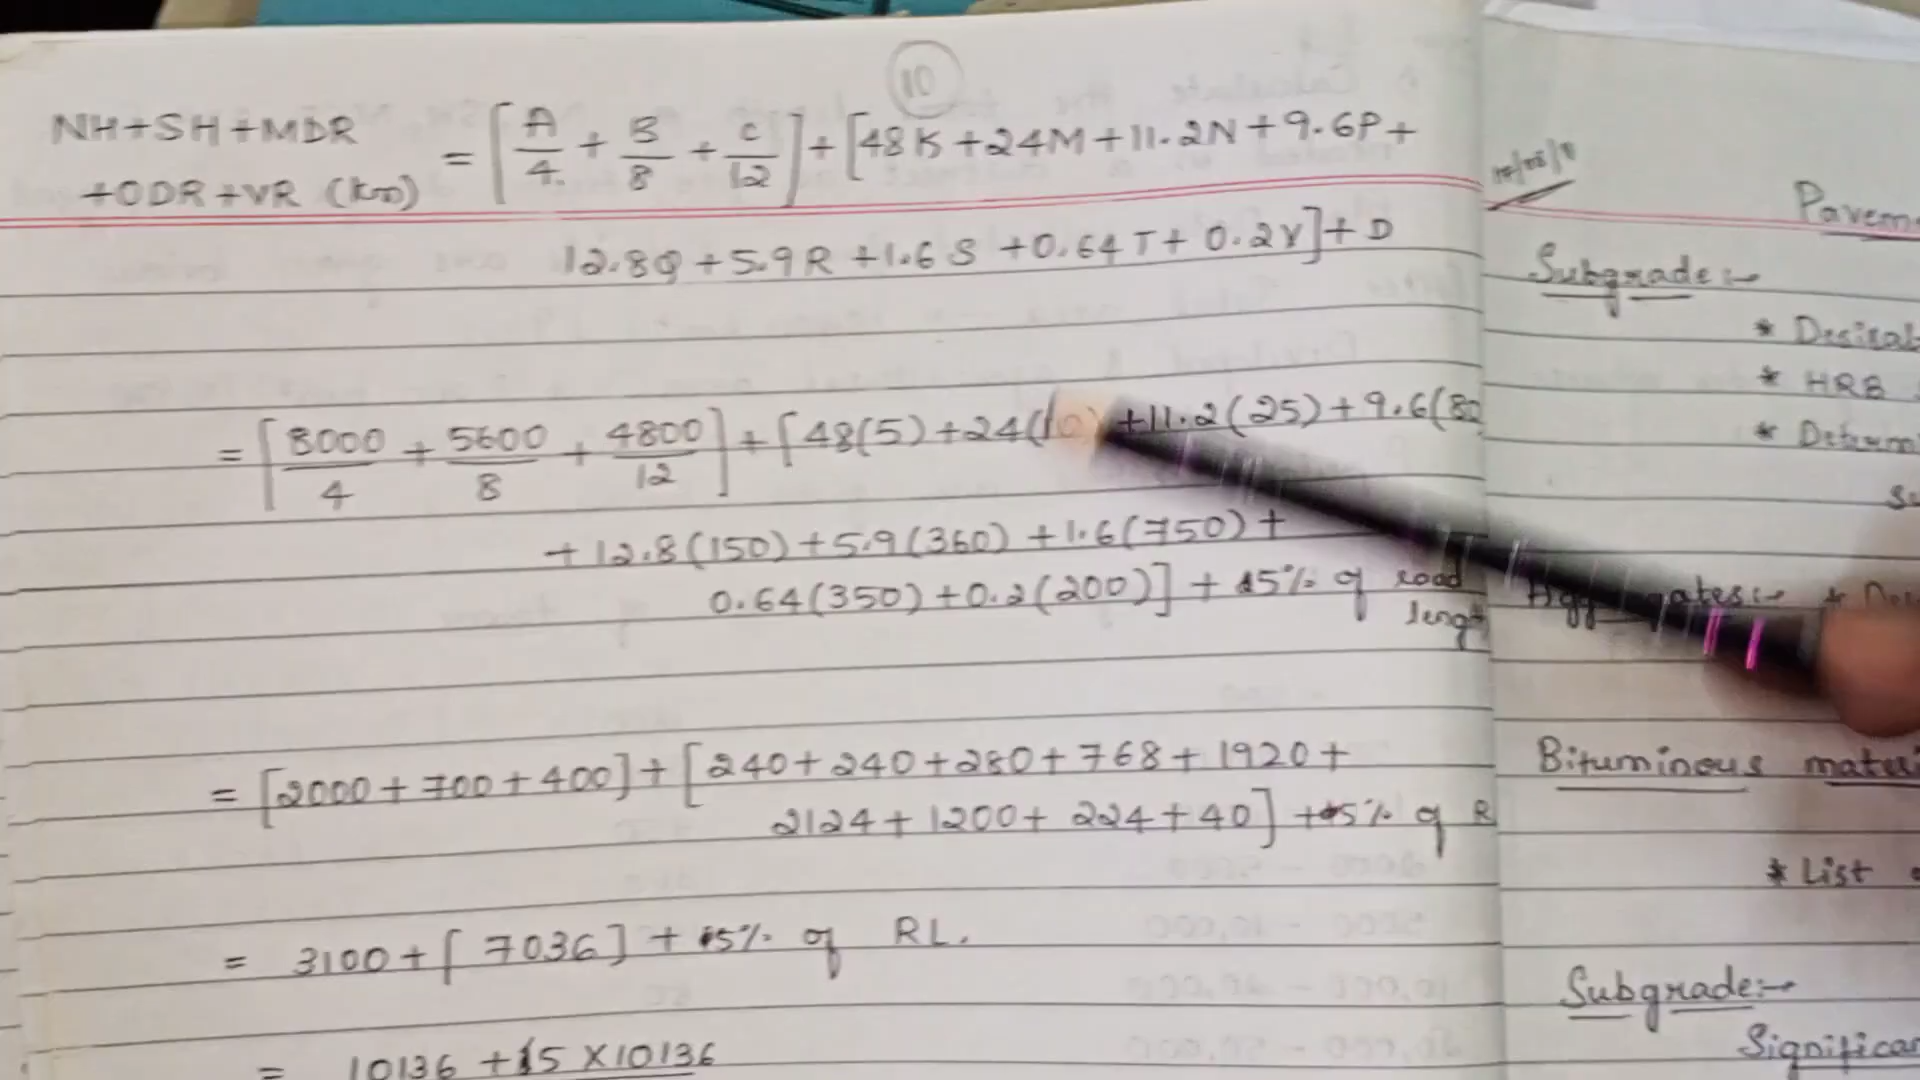 10
NH+SH+MDR
+ODR+VR (km)
= [A/4 + B/8 + C/12] + [48K+24M+11.2N+9.6P+
12.8Q+5.9R+1.6S+0.64T+0.2V]+D
= [8000/4 + 5600/8 + 4800/12] + [48(5)+24(10)+11.2(25)+9.6(80
+12.8(150)+5.9(360)+1.6(750)+
0.64(350)+0.2(200)] + 15% of road
length
= [2000+700+400]+[240+240+280+768+1920+
2124+1200+224+40] +15% of R
= 3100+[7036] + 15% of RL.
= 10136 +15 X10136
Pavem
Subgrade:-
* Desirab
* HRB
* Determ
Bituminous materi
* List
Subgrade:-
Significan